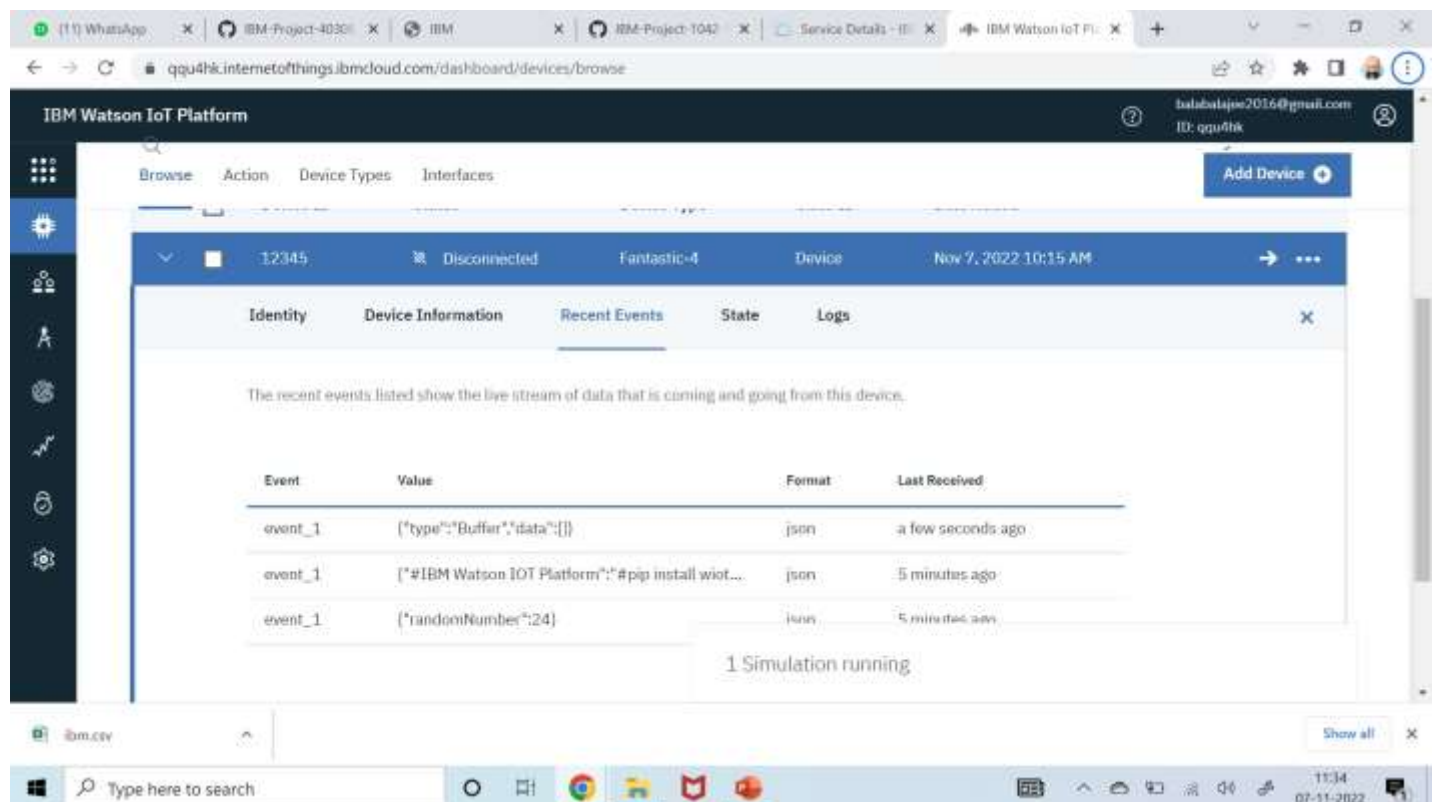 (11) WhatsApp
IBM-Project-4030
IBM
IBM-Project-1042
Service Details - IB
IBM Watson IoT Pl
qqu4hk.internetofthings.ibmcloud.com/dashboard/devices/browse
IBM Watson IoT Platform
balabalajee2016@gmail.com
ID: qqu4hk
Browse Action Device Types Interfaces
Add Device
12345 Disconnected Fantastic-4 Device Nov 7, 2022 10:15 AM
Identity Device Information Recent Events State Logs
The recent events listed show the live stream of data that is coming and going from this device.
Event Value Format Last Received
event_1 {"type":"Buffer","data":[]} json a few seconds ago
event_1 {"#IBM Watson IOT Platform":"#pip install wiot... json 5 minutes ago
event_1 {"randomNumber":24} json 5 minutes ago
1 Simulation running
ibm.csv
Show all
Type here to search
11:34
07-11-2022